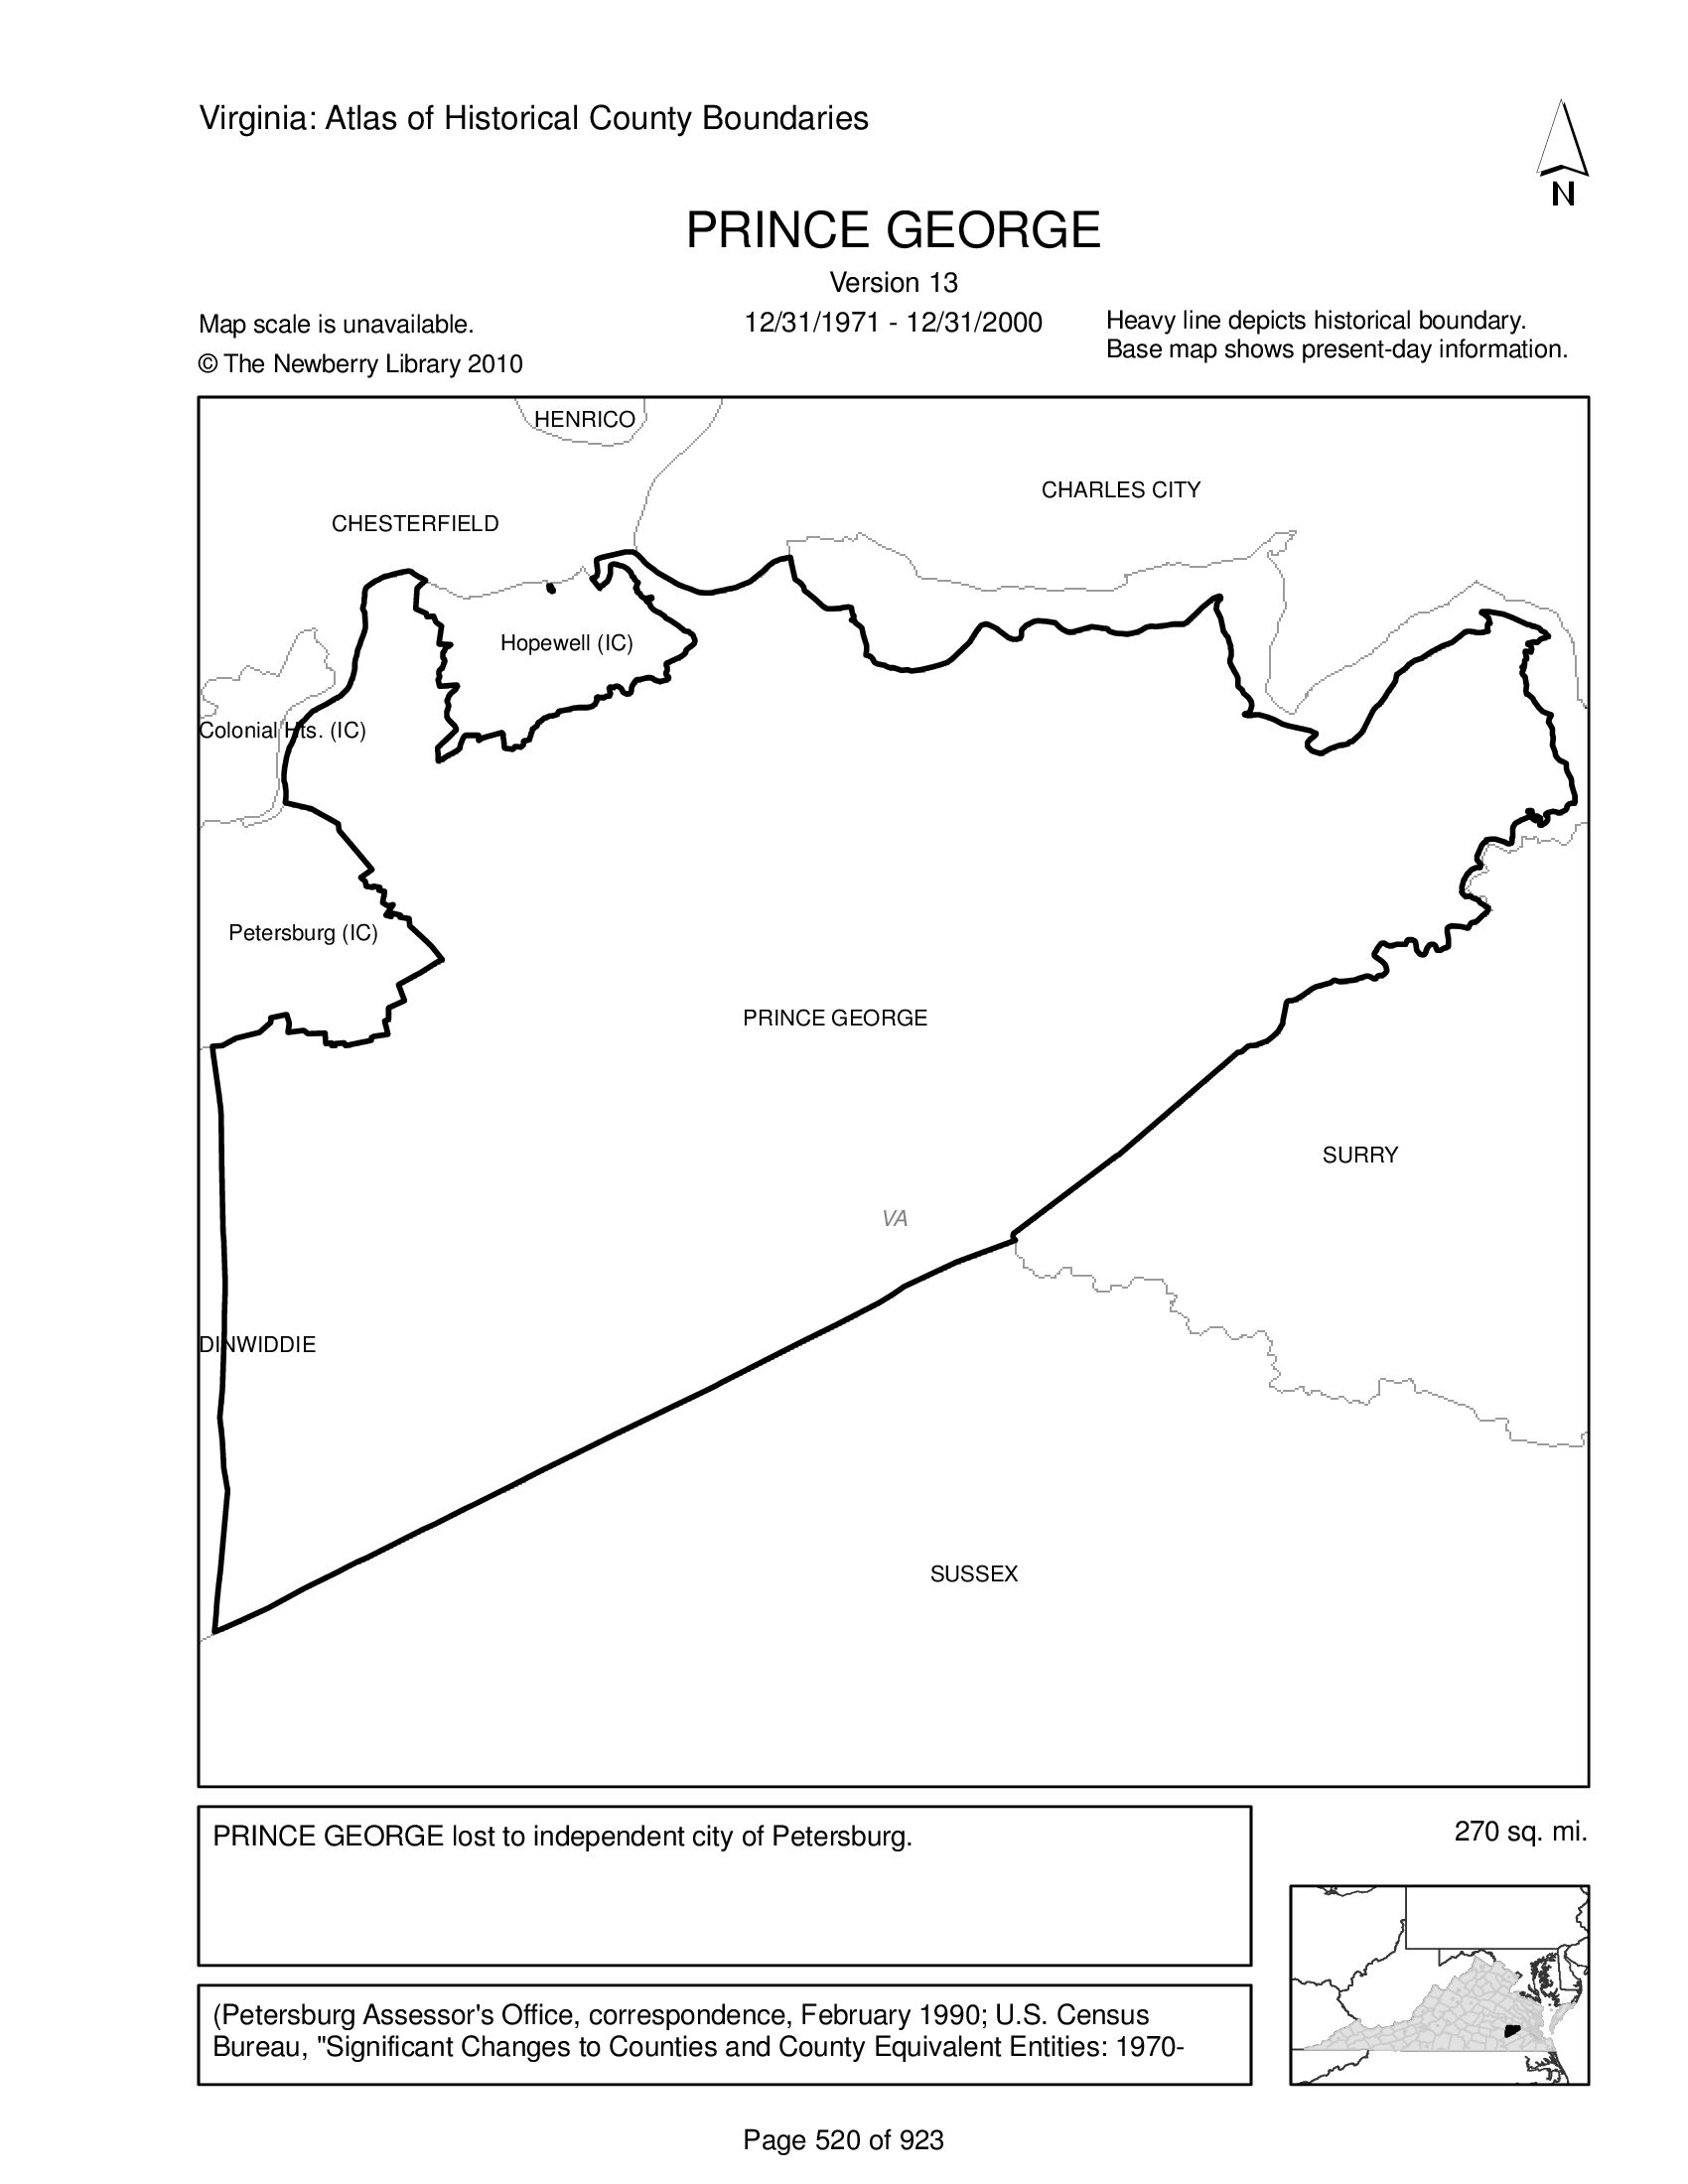 Virginia: Atlas of Historical County Boundaries
N
PRINCE GEORGE
Version 13
12/31/1971 - 12/31/2000
Map scale is unavailable.
© The Newberry Library 2010
Heavy line depicts historical boundary.
Base map shows present-day information.
HENRICO
CHARLES CITY
CHESTERFIELD
Hopewell (IC)
Colonial Hts. (IC)
Petersburg (IC)
PRINCE GEORGE
SURRY
VA
DINWIDDIE
SUSSEX
PRINCE GEORGE lost to independent city of Petersburg.
270 sq. mi.
(Petersburg Assessor's Office, correspondence, February 1990; U.S. Census
Bureau, "Significant Changes to Counties and County Equivalent Entities: 1970-
Page 520 of 923